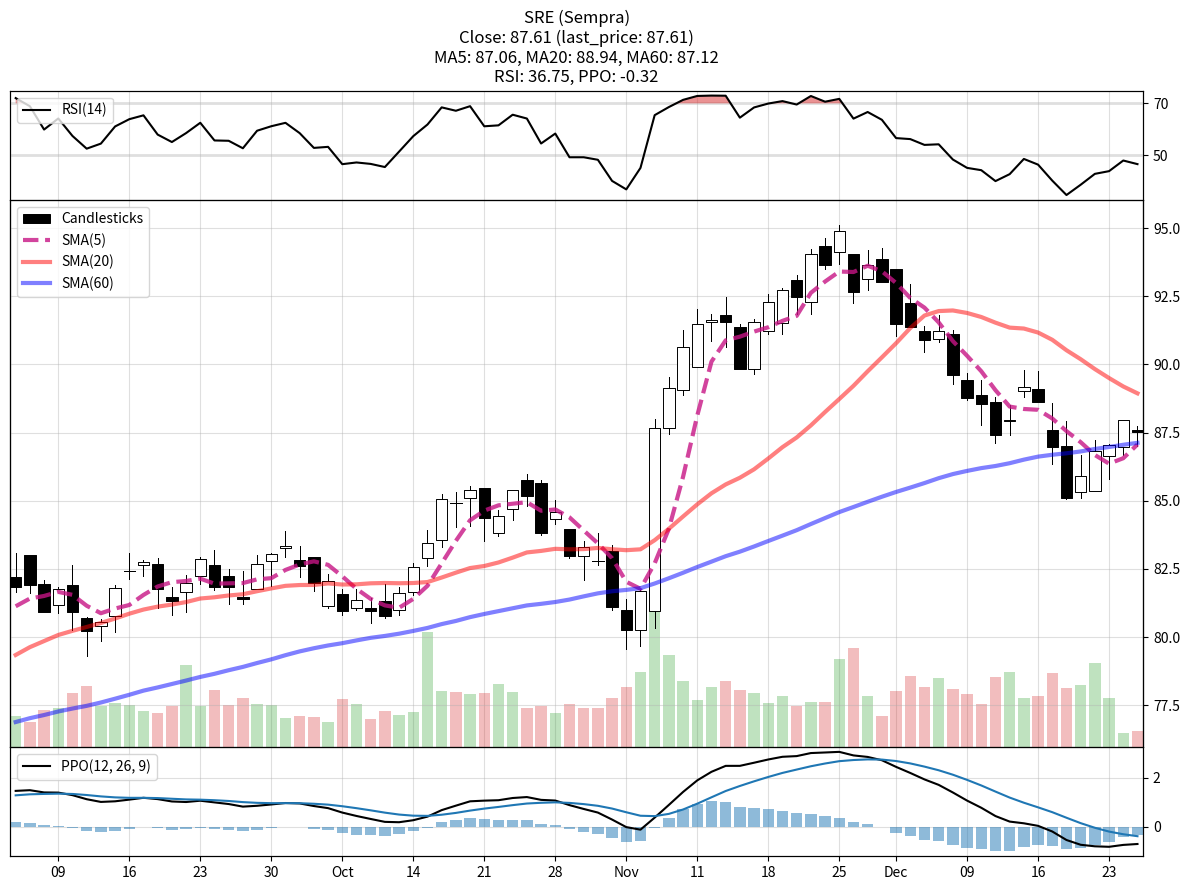 SRE (Sempra)
Close: 87.61 (last_price: 87.61)
MA5: 87.06, MA20: 88.94, MA60: 87.12
RSI: 36.75, PPO: -0.32
RSI(14)
70
50
Candlesticks
SMA(5)
SMA(20)
SMA(60)
95.0
92.5
90.0
87.5
85.0
82.5
80.0
77.5
PPO(12, 26, 9)
2
0
09 16 23 30 Oct 14 21 28 Nov 11 18 25 Dec 09 16 23